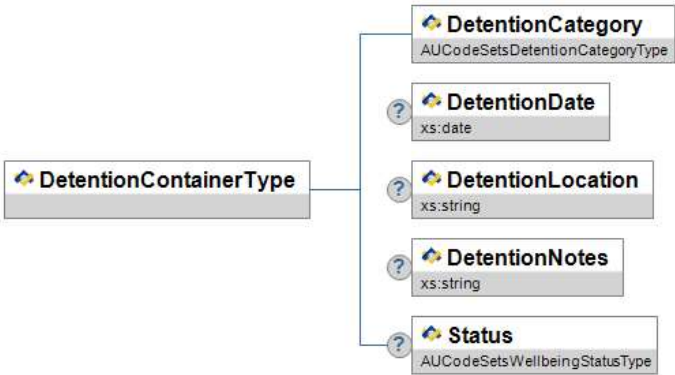 DetentionCategory
AUCodeSetsDetentionCategoryType
?
DetentionDate
xs:date
DetentionContainerType
?
DetentionLocation
xs:string
?
DetentionNotes
xs:string
?
Status
AUCodeSetsWellbeingStatusType